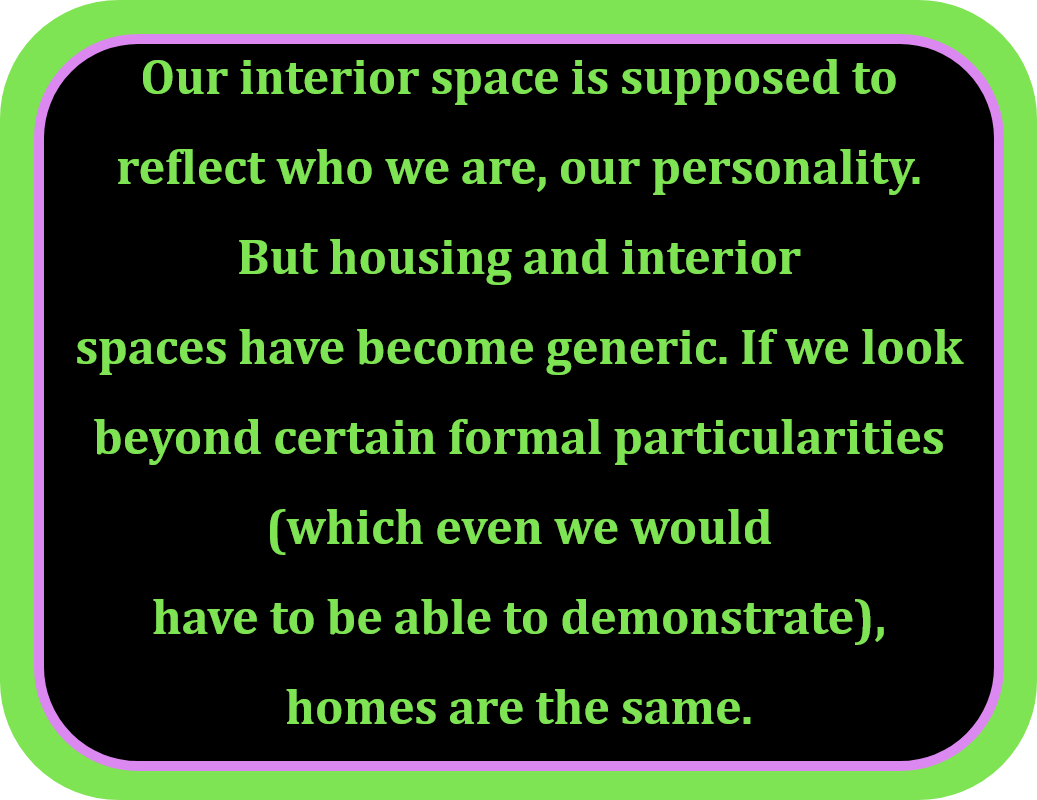 Our interior space is supposed to
reflect who we are, our personality.
But housing and interior
spaces have become generic. If we look
beyond certain formal particularities
(which even we would
have to be able to demonstrate),
homes are the same.